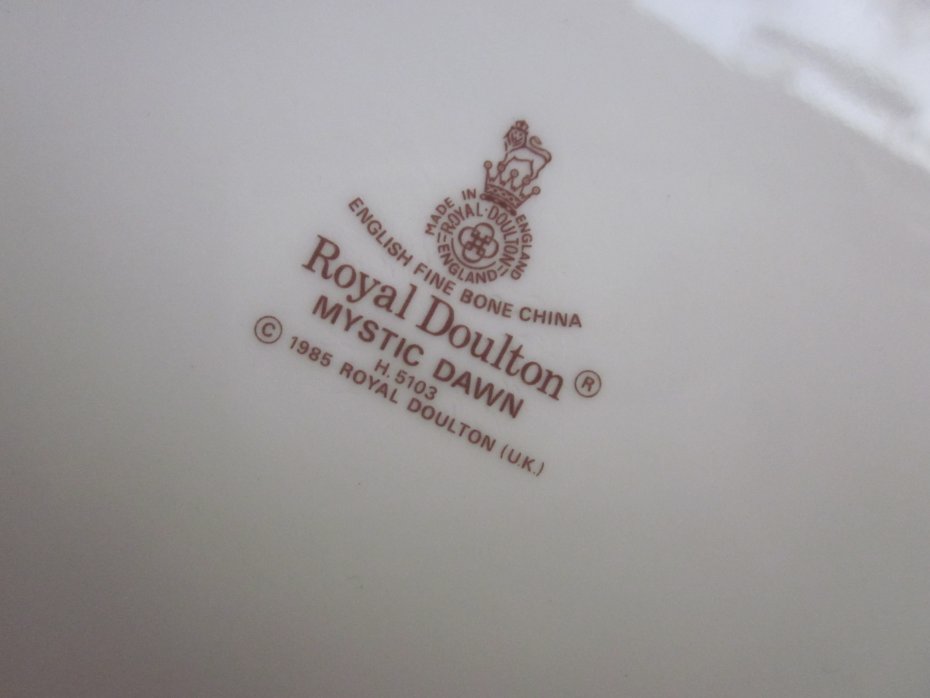 MADE IN ENGLAND
ROYAL·DOULTON
ENGLAND
ENGLISH FINE BONE CHINA
Royal Doulton ®
MYSTIC DAWN
H. 5103
© 1985 ROYAL DOULTON (U.K.)